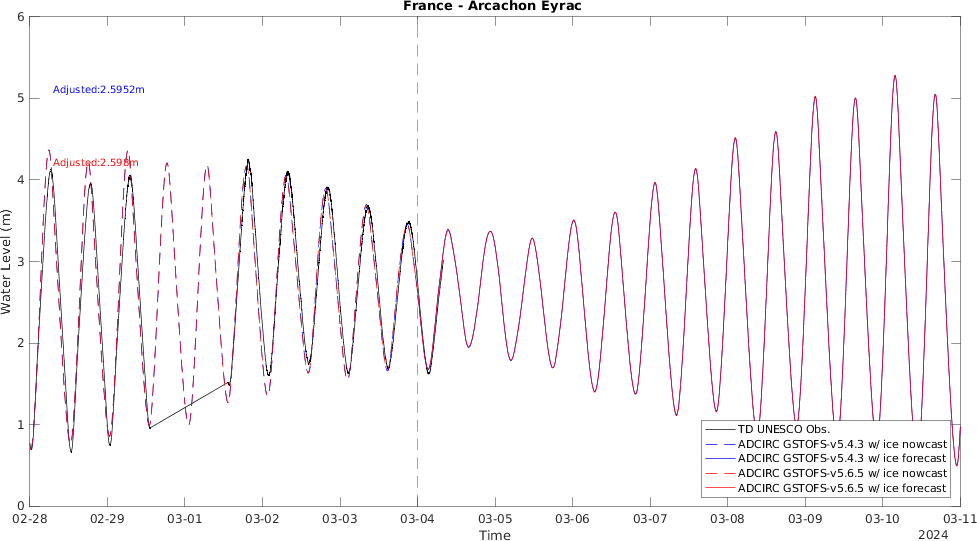 France - Arcachon Eyrac
6
5
4
3
2
1
0
Water Level (m)
Adjusted:2.5952m
Adjusted:2.598m
TD UNESCO Obs.
ADCIRC GSTOFS-v5.4.3 w/ ice nowcast
ADCIRC GSTOFS-v5.4.3 w/ ice forecast
ADCIRC GSTOFS-v5.6.5 w/ ice nowcast
ADCIRC GSTOFS-v5.6.5 w/ ice forecast
02-28 02-29 03-01 03-02 03-03 03-04 03-05 03-06 03-07 03-08 03-09 03-10 03-11
Time
2024